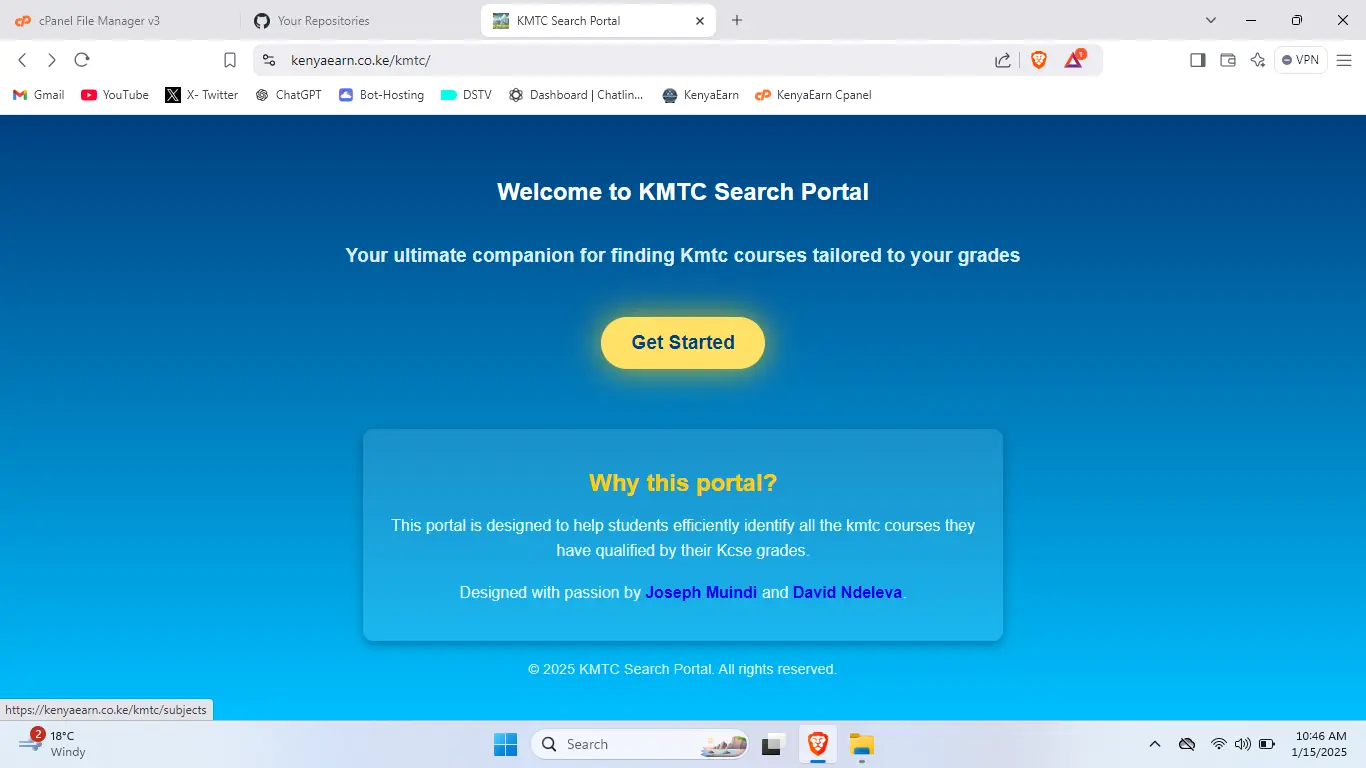 cPanel File Manager v3
Your Repositories
KMTC Search Portal
kenyaearn.co.ke/kmtc/
1
VPN
Gmail
YouTube
X- Twitter
ChatGPT
Bot-Hosting
DSTV
Dashboard | Chatlin...
KenyaEarn
KenyaEarn Cpanel
Welcome to KMTC Search Portal
Your ultimate companion for finding Kmtc courses tailored to your grades
Get Started
Why this portal?
This portal is designed to help students efficiently identify all the kmtc courses they
have qualified by their Kcse grades.
Designed with passion by Joseph Muindi and David Ndeleva.
© 2025 KMTC Search Portal. All rights reserved.
https://kenyaearn.co.ke/kmtc/subjects
2
18°C
Windy
Search
10:46 AM
1/15/2025